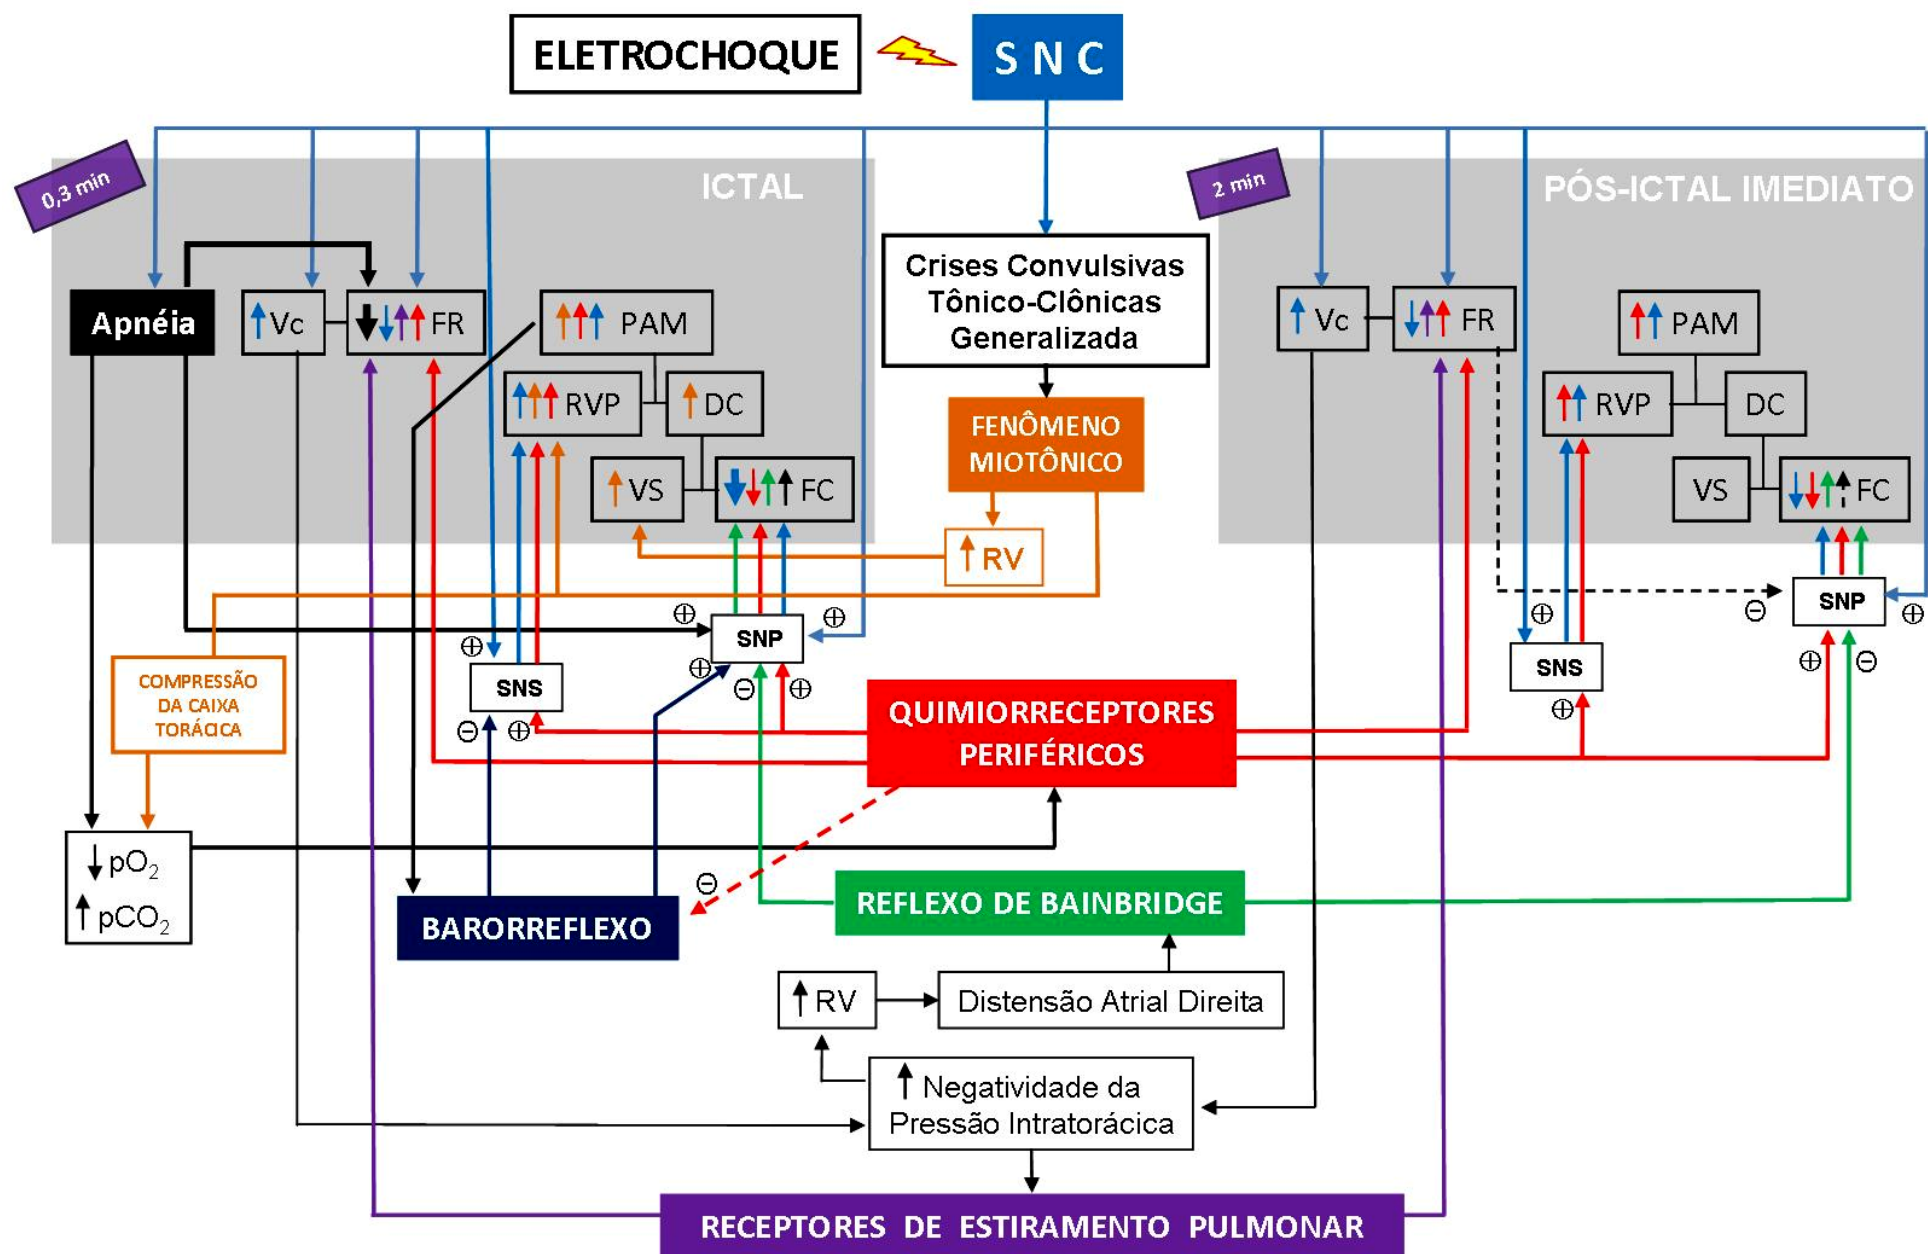 ELETROCHOQUE
S N C
0,3 min
ICTAL
2 min
PÓS-ICTAL IMEDIATO
Apnéia
↑Vc
↓↓↑↑FR
↑↑↑ PAM
↑↑↑RVP
↑ DC
↑VS
↓↓↑↑FC
Crises Convulsivas
Tônico-Clônicas
Generalizada
FENÔMENO
MIOTÔNICO
↑RV
↑ Vc
↓↑↑ FR
↑↑PAM
↑↑RVP
DC
VS
↓↓↑↑FC
⊕
SNP
⊕
⊕
⊖
⊕
⊕
SNS
⊖
⊕
SNP
⊖
⊕
⊕
⊖
⊕
SNS
⊕
COMPRESSÃO
DA CAIXA
TORÁCICA
QUIMIORRECEPTORES
PERIFÉRICOS
↓pO₂
↑pCO₂
⊖
BARORREFLEXO
REFLEXO DE BAINBRIDGE
↑RV
Distensão Atrial Direita
↑Negatividade da
Pressão Intratorácica
RECEPTORES DE ESTIRAMENTO PULMONAR